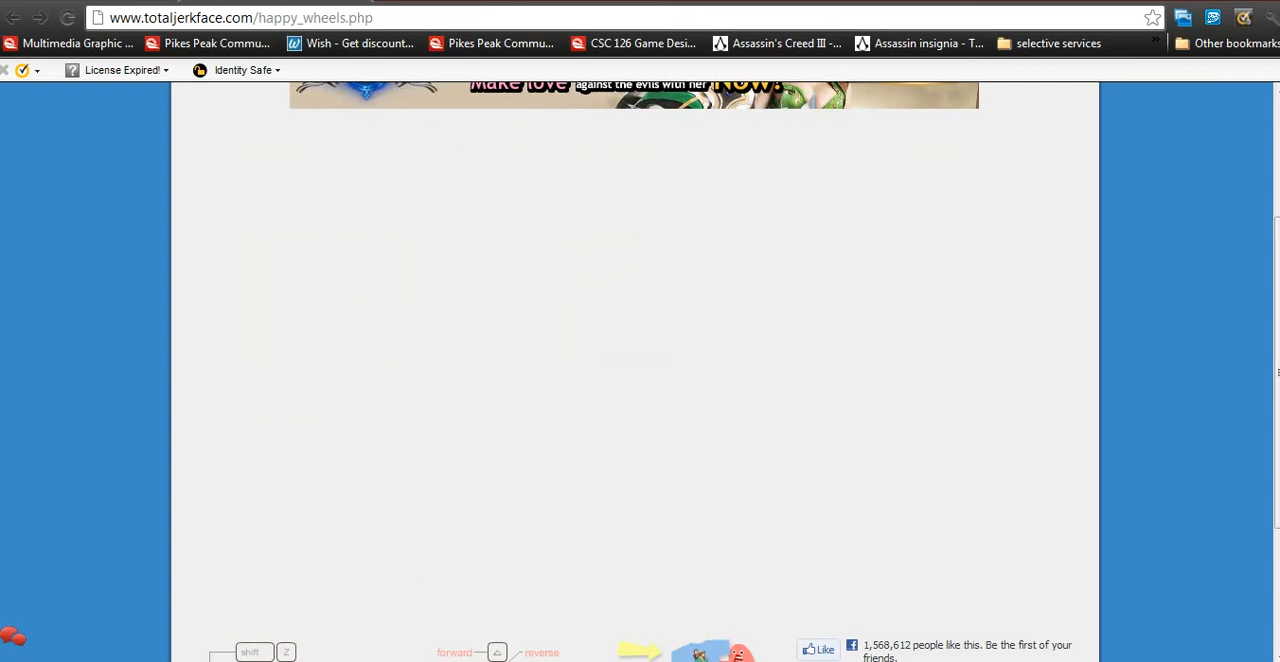 www.totaljerkface.com/happy_wheels.php
Multimedia Graphic ... Pikes Peak Commu... Wish - Get discount... Pikes Peak Commu... CSC 126 Game Desi... Assassin's Creed III -... Assassin insignia - T... selective services » Other bookmarks
License Expired! Identity Safe
Make love against the evils with her Now!
shift Z forward reverse Like 1,568,612 people like this. Be the first of your
friends.